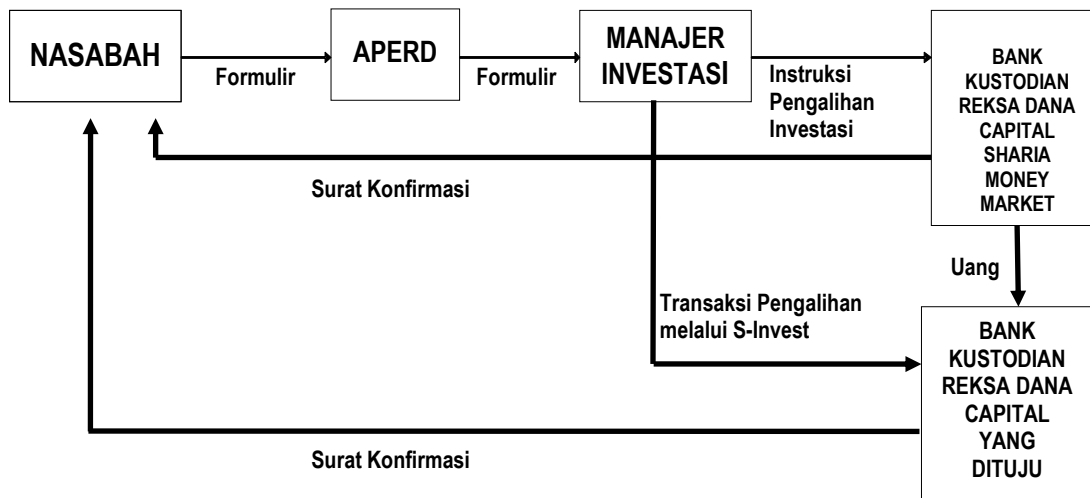 NASABAH
Formulir
APERD
Formulir
MANAJER
INVESTASI
Instruksi
Pengalihan
Investasi
BANK
KUSTODIAN
REKSA DANA
CAPITAL
SHARIA
MONEY
MARKET
Surat Konfirmasi
Uang
Transaksi Pengalihan
melalui S-Invest
BANK
KUSTODIAN
REKSA DANA
CAPITAL
YANG
DITUJU
Surat Konfirmasi